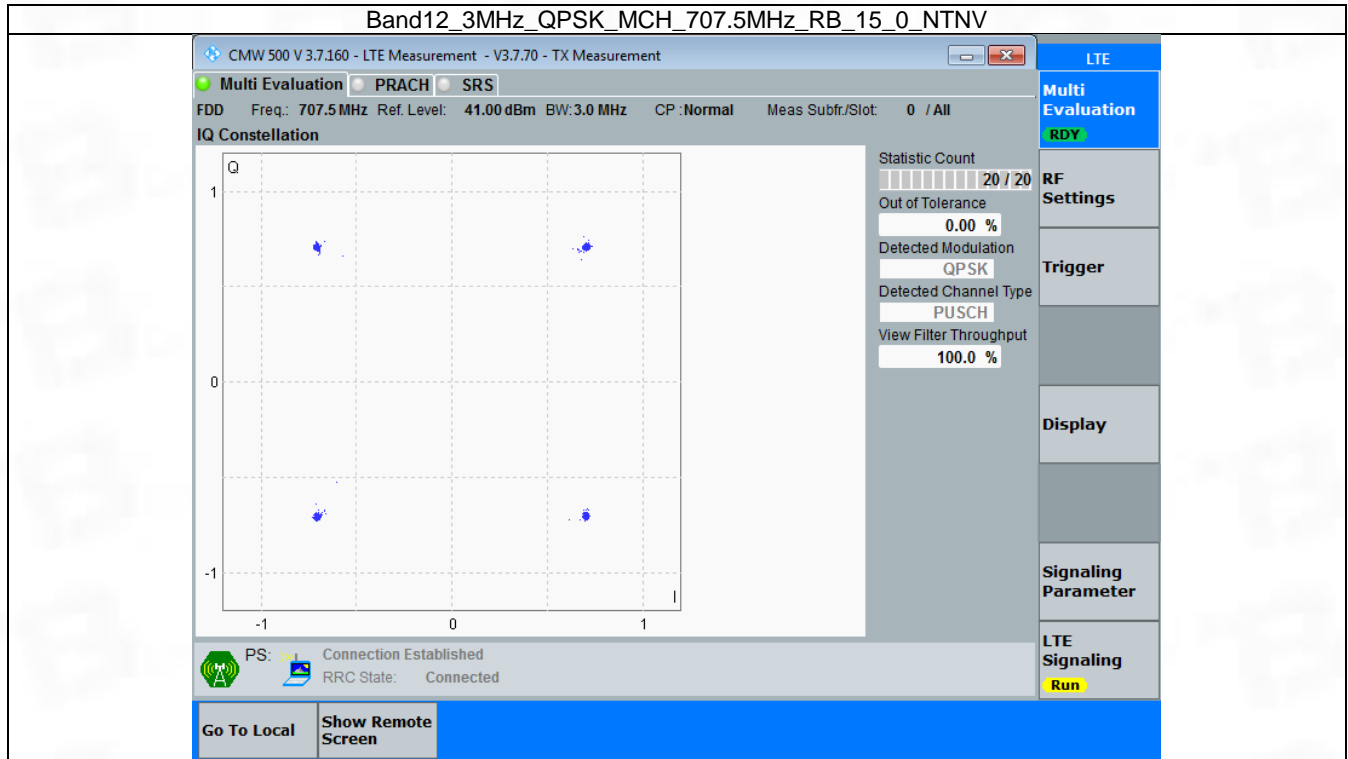 Band12_3MHz_QPSK_MCH_707.5MHz_RB_15_0_NTNV
CMW 500 V 3.7.160 - LTE Measurement - V3.7.70 - TX Measurement
LTE
Multi Evaluation PRACH SRS
FDD Freq.: 707.5 MHz Ref. Level: 41.00 dBm BW: 3.0 MHz CP : Normal Meas Subfr./Slot: 0 / All
IQ Constellation
Q
1
0
-1
-1 0 1
I
Statistic Count
20 / 20
Out of Tolerance
0.00 %
Detected Modulation
QPSK
Detected Channel Type
PUSCH
View Filter Throughput
100.0 %
Multi
Evaluation
RDY
RF
Settings
Trigger
Display
Signaling
Parameter
LTE
Signaling
Run
PS: Connection Established
RRC State: Connected
Go To Local
Show Remote
Screen